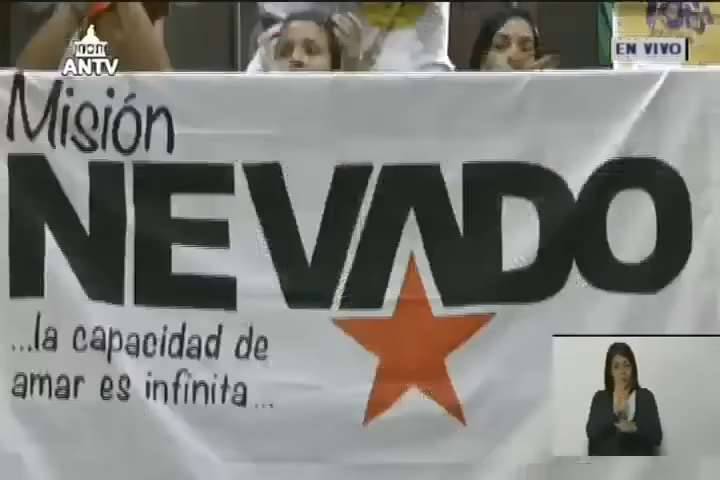 ANTV
EN VIVO
Misión
NEVADO
...la capacidad de
amar es infinita...